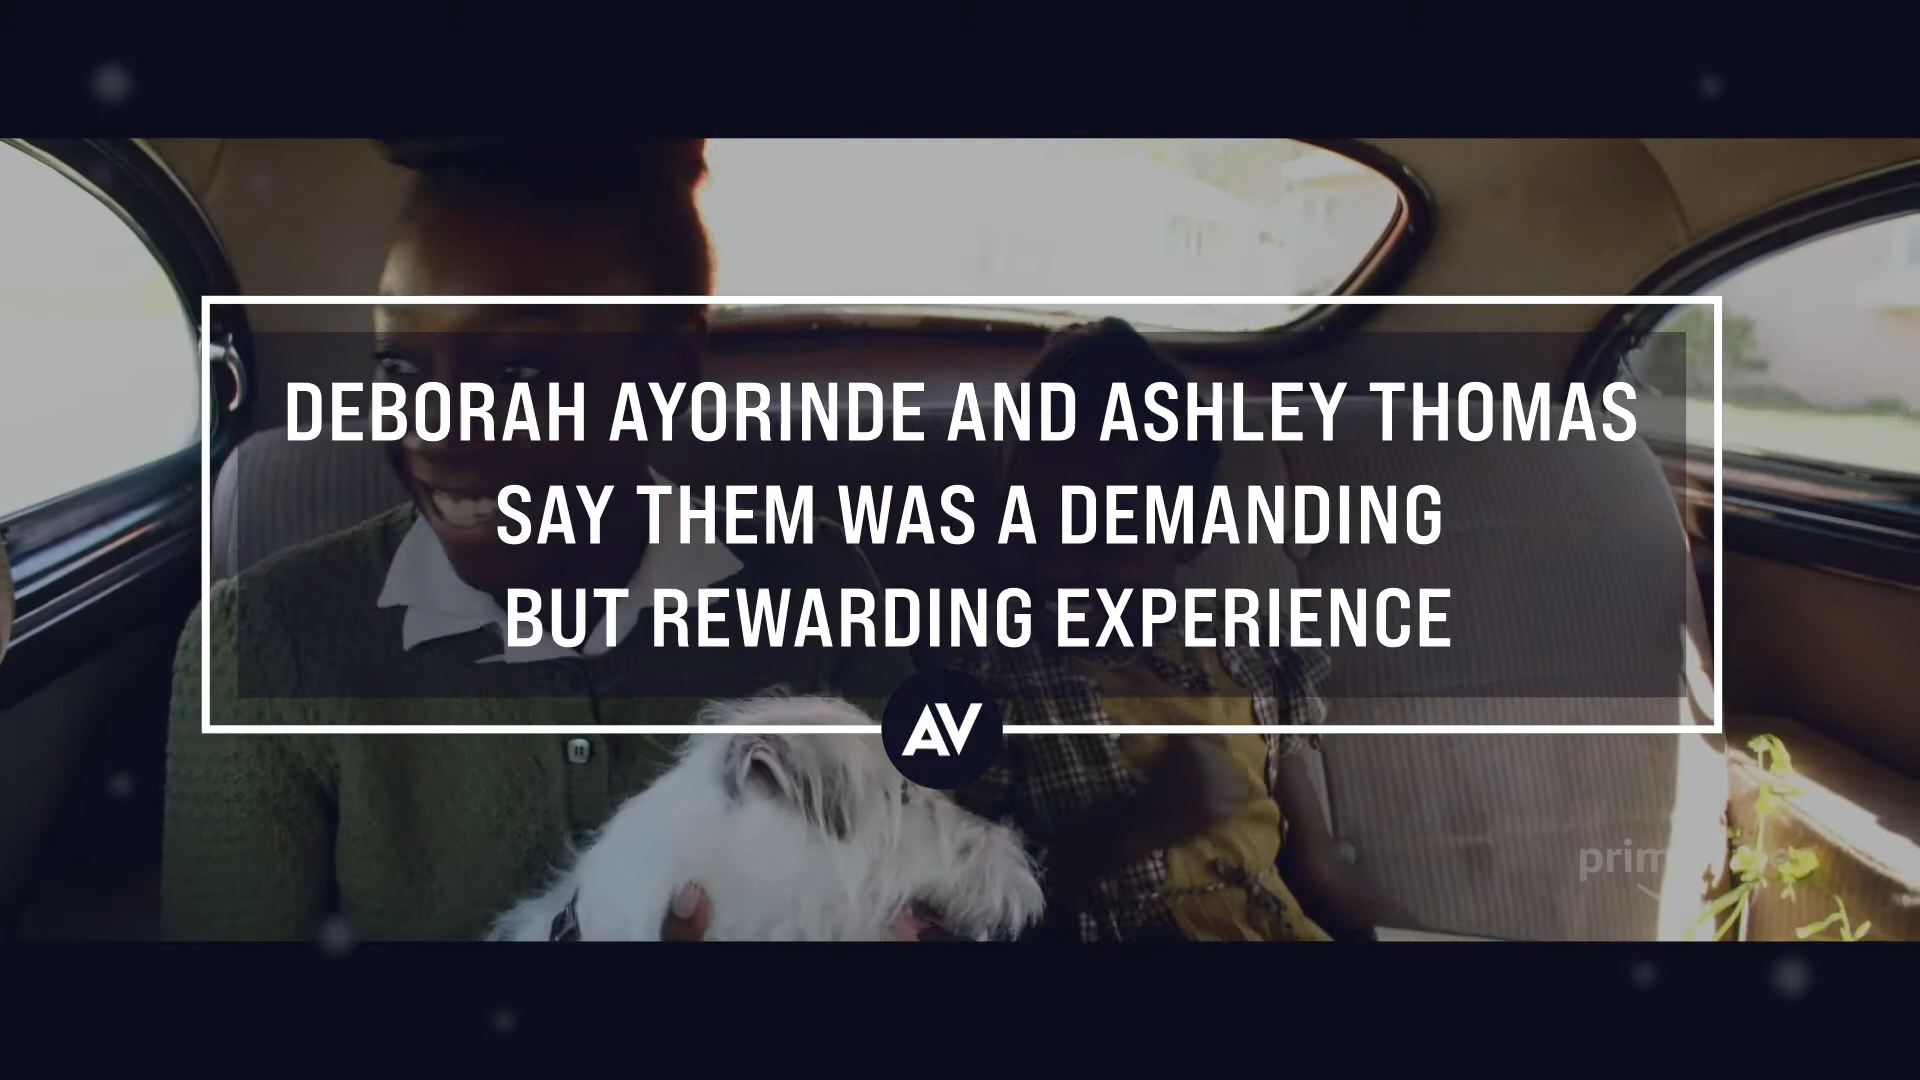 DEBORAH AYORINDE AND ASHLEY THOMAS
SAY THEM WAS A DEMANDING
BUT REWARDING EXPERIENCE
AV